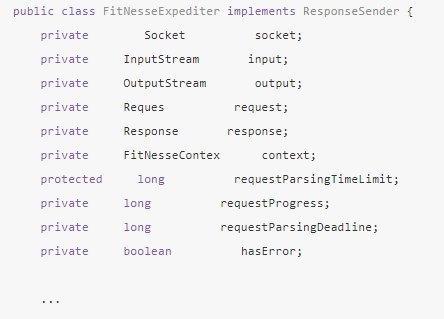 public class FitNesseExpediter implements ResponseSender {
    private        Socket          socket;
    private     InputStream       input;
    private     OutputStream       output;
    private     Reques          request;
    private     Response       response;
    private     FitNesseContex      context;
    protected     long          requestParsingTimeLimit;
    private     long          requestProgress;
    private     long          requestParsingDeadline;
    private     boolean          hasError;
    ...